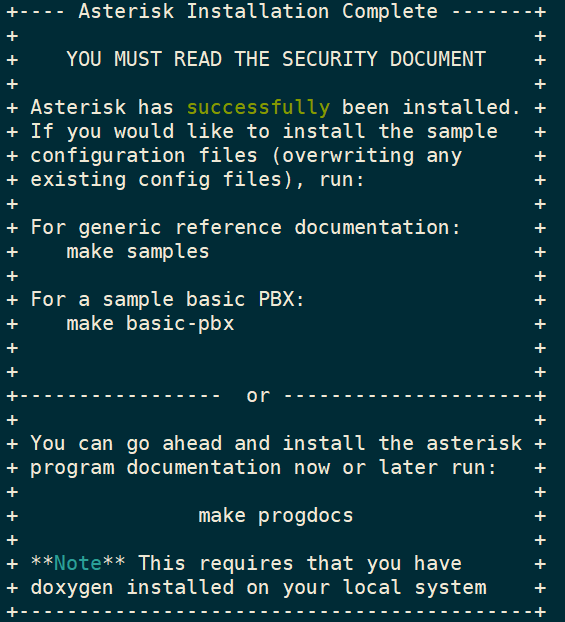 +---- Asterisk Installation Complete -------+
+                                           +
+    YOU MUST READ THE SECURITY DOCUMENT    +
+                                           +
+ Asterisk has successfully been installed. +
+ If you would like to install the sample   +
+ configuration files (overwriting any      +
+ existing config files), run:              +
+                                           +
+ For generic reference documentation:      +
+    make samples                           +
+                                           +
+ For a sample basic PBX:                   +
+    make basic-pbx                         +
+                                           +
+                                           +
+-----------------  or ---------------------+
+                                           +
+ You can go ahead and install the asterisk +
+ program documentation now or later run:   +
+                                           +
+               make progdocs               +
+                                           +
+ **Note** This requires that you have      +
+ doxygen installed on your local system    +
+-------------------------------------------+